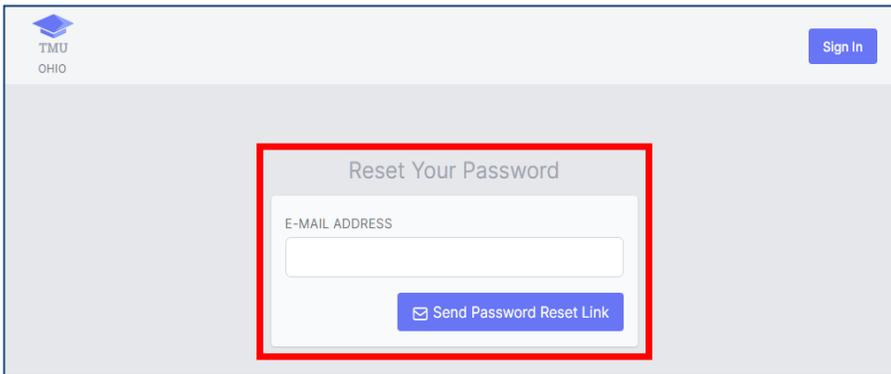 TMU
OHIO
Sign In
Reset Your Password
E-MAIL ADDRESS
Send Password Reset Link